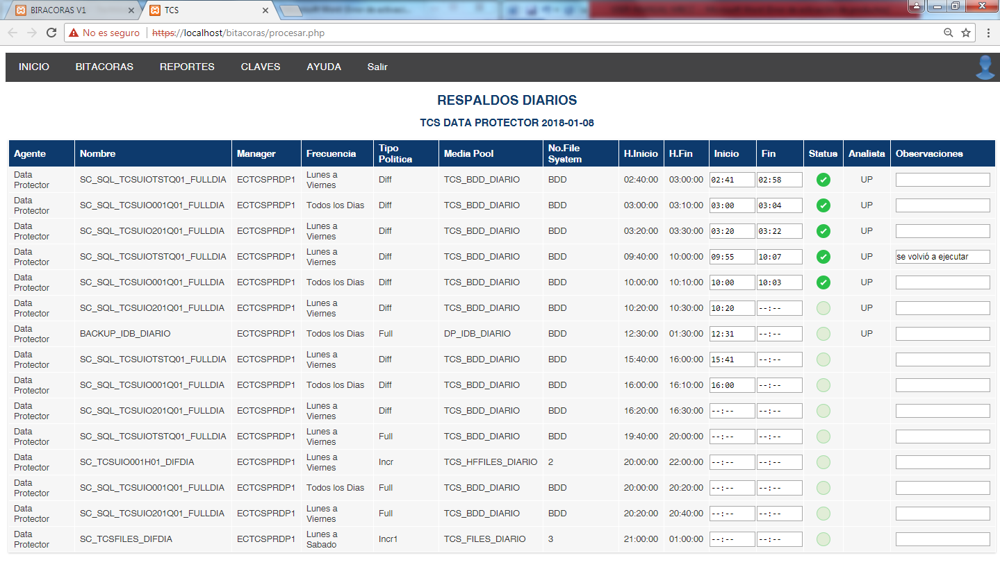 BIRACORAS V1
TCS
No es seguro https://localhost/bitacoras/procesar.php
INICIO BITACORAS REPORTES CLAVES AYUDA Salir
RESPALDOS DIARIOS
TCS DATA PROTECTOR 2018-01-08
Agente Nombre Manager Frecuencia Tipo Politica Media Pool No.File System H.Inicio H.Fin Inicio Fin Status Analista Observaciones
Data Protector SC_SQL_TCSUIOTSTQ01_FULLDIA ECTCSPRDP1 Lunes a Viernes Diff TCS_BDD_DIARIO BDD 02:40:00 03:00:00 02:41 02:58 UP
Data Protector SC_SQL_TCSUIO001Q01_FULLDIA ECTCSPRDP1 Todos los Dias Diff TCS_BDD_DIARIO BDD 03:00:00 03:10:00 03:00 03:04 UP
Data Protector SC_SQL_TCSUIO201Q01_FULLDIA ECTCSPRDP1 Lunes a Viernes Diff TCS_BDD_DIARIO BDD 03:20:00 03:30:00 03:20 03:22 UP
Data Protector SC_SQL_TCSUIOTSTQ01_FULLDIA ECTCSPRDP1 Lunes a Viernes Diff TCS_BDD_DIARIO BDD 09:40:00 10:00:00 09:55 10:07 UP se volvió a ejecutar
Data Protector SC_SQL_TCSUIO001Q01_FULLDIA ECTCSPRDP1 Todos los Dias Diff TCS_BDD_DIARIO BDD 10:00:00 10:10:00 10:00 10:03 UP
Data Protector SC_SQL_TCSUIO201Q01_FULLDIA ECTCSPRDP1 Lunes a Viernes Diff TCS_BDD_DIARIO BDD 10:20:00 10:30:00 10:20 --:-- UP
Data Protector BACKUP_IDB_DIARIO ECTCSPRDP1 Todos los Dias Full DP_IDB_DIARIO BDD 12:30:00 01:30:00 12:31 --:-- UP
Data Protector SC_SQL_TCSUIOTSTQ01_FULLDIA ECTCSPRDP1 Lunes a Viernes Diff TCS_BDD_DIARIO BDD 15:40:00 16:00:00 15:41 --:--
Data Protector SC_SQL_TCSUIO001Q01_FULLDIA ECTCSPRDP1 Todos los Dias Diff TCS_BDD_DIARIO BDD 16:00:00 16:10:00 16:00 --:--
Data Protector SC_SQL_TCSUIO201Q01_FULLDIA ECTCSPRDP1 Lunes a Viernes Diff TCS_BDD_DIARIO BDD 16:20:00 16:30:00 --:-- --:--
Data Protector SC_SQL_TCSUIOTSTQ01_FULLDIA ECTCSPRDP1 Lunes a Viernes Full TCS_BDD_DIARIO BDD 19:40:00 20:00:00 --:-- --:--
Data Protector SC_TCSUIO001H01_DIFDIA ECTCSPRDP1 Lunes a Viernes Incr TCS_HFFILES_DIARIO 2 20:00:00 22:00:00 --:-- --:--
Data Protector SC_SQL_TCSUIO001Q01_FULLDIA ECTCSPRDP1 Todos los Dias Full TCS_BDD_DIARIO BDD 20:00:00 20:20:00 --:-- --:--
Data Protector SC_SQL_TCSUIO201Q01_FULLDIA ECTCSPRDP1 Lunes a Viernes Full TCS_BDD_DIARIO BDD 20:20:00 20:40:00 --:-- --:--
Data Protector SC_TCSFILES_DIFDIA ECTCSPRDP1 Lunes a Sabado Incr1 TCS_FILES_DIARIO 3 21:00:00 01:00:00 --:-- --:--